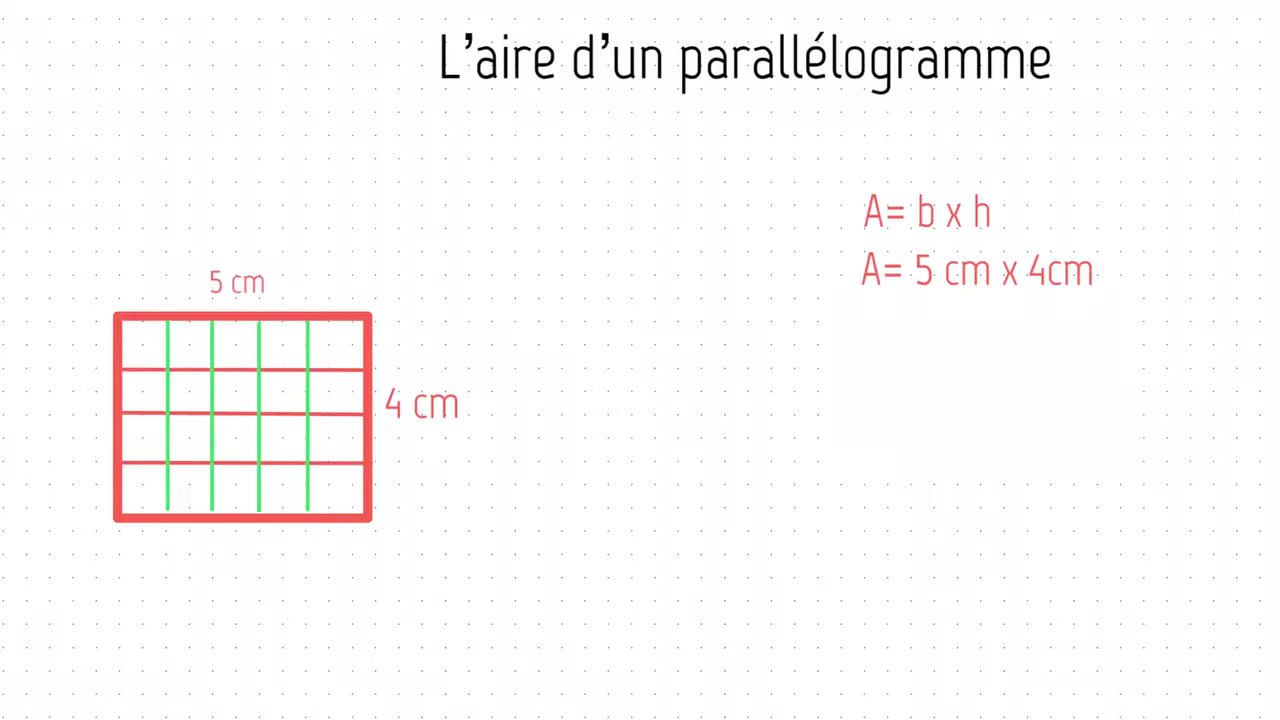 L'aire d'un parallélogramme
A= b x h
A= 5 cm x 4cm
5 cm
4 cm